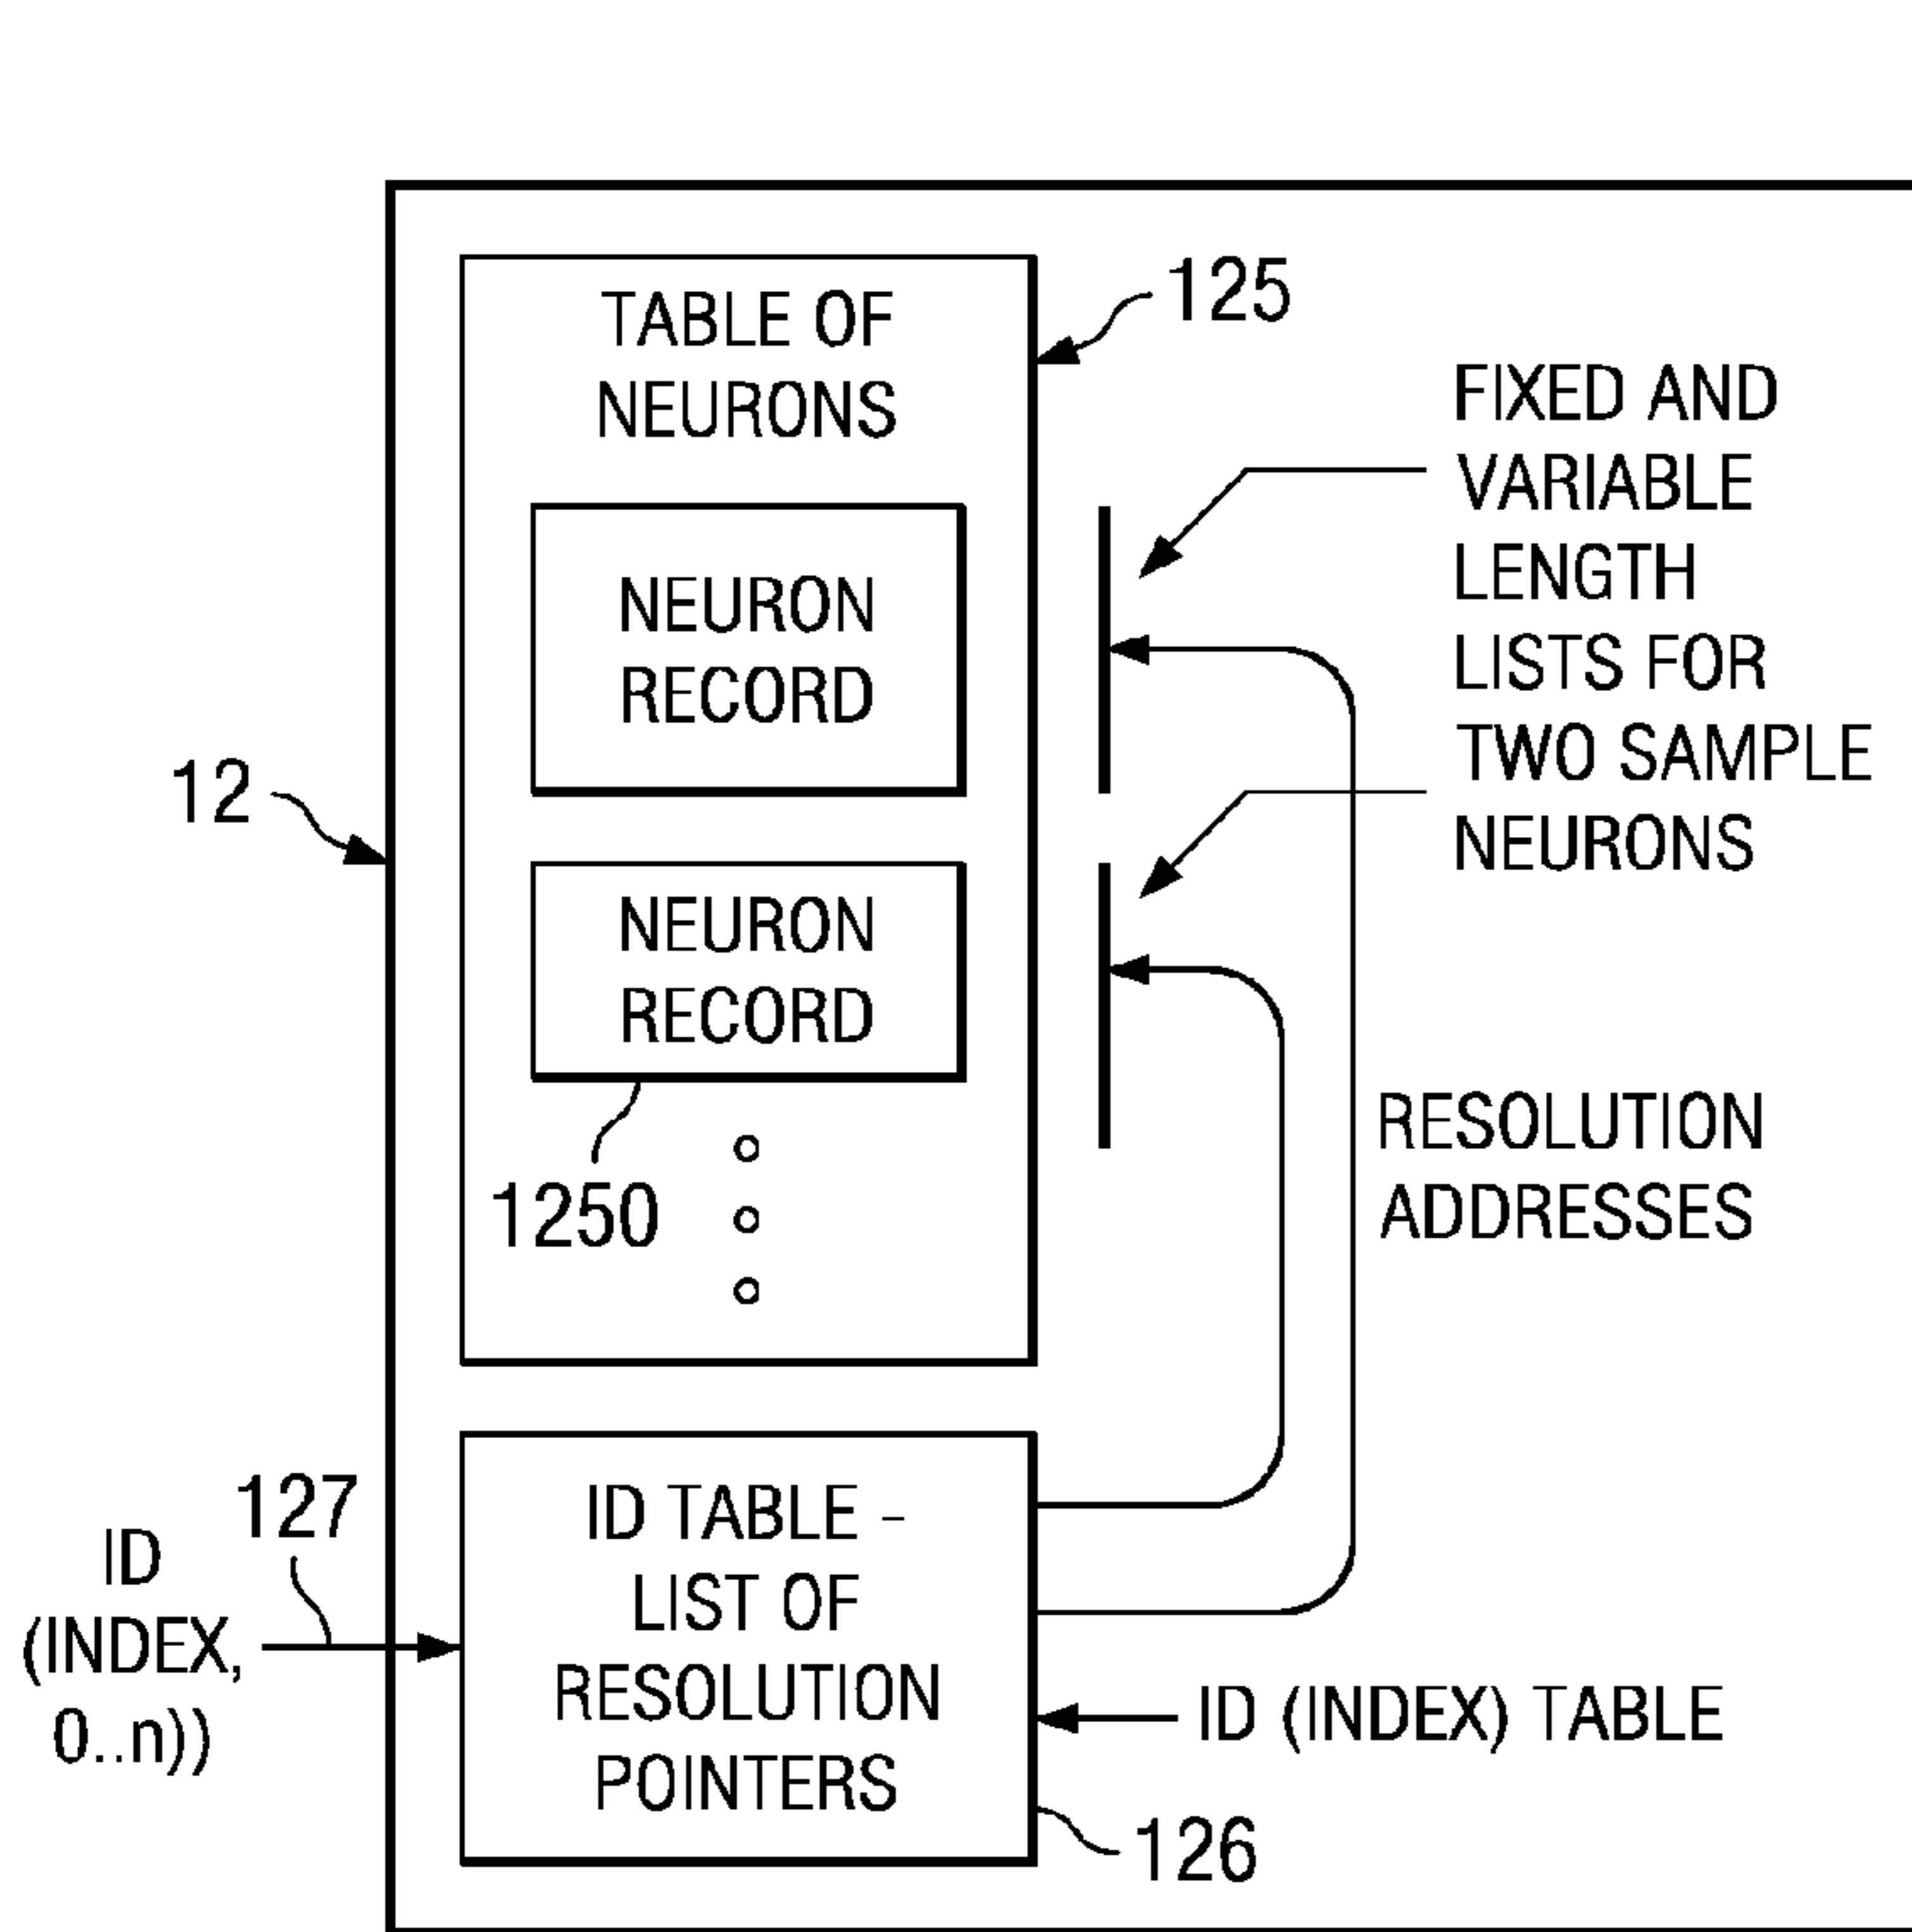 TABLE OF
NEURONS
125
FIXED AND
VARIABLE
LENGTH
LISTS FOR
TWO SAMPLE
NEURONS
NEURON
RECORD
12
NEURON
RECORD
1250
RESOLUTION
ADDRESSES
127
ID
(INDEX,
0..n))
ID TABLE -
LIST OF
RESOLUTION
POINTERS
ID (INDEX) TABLE
126